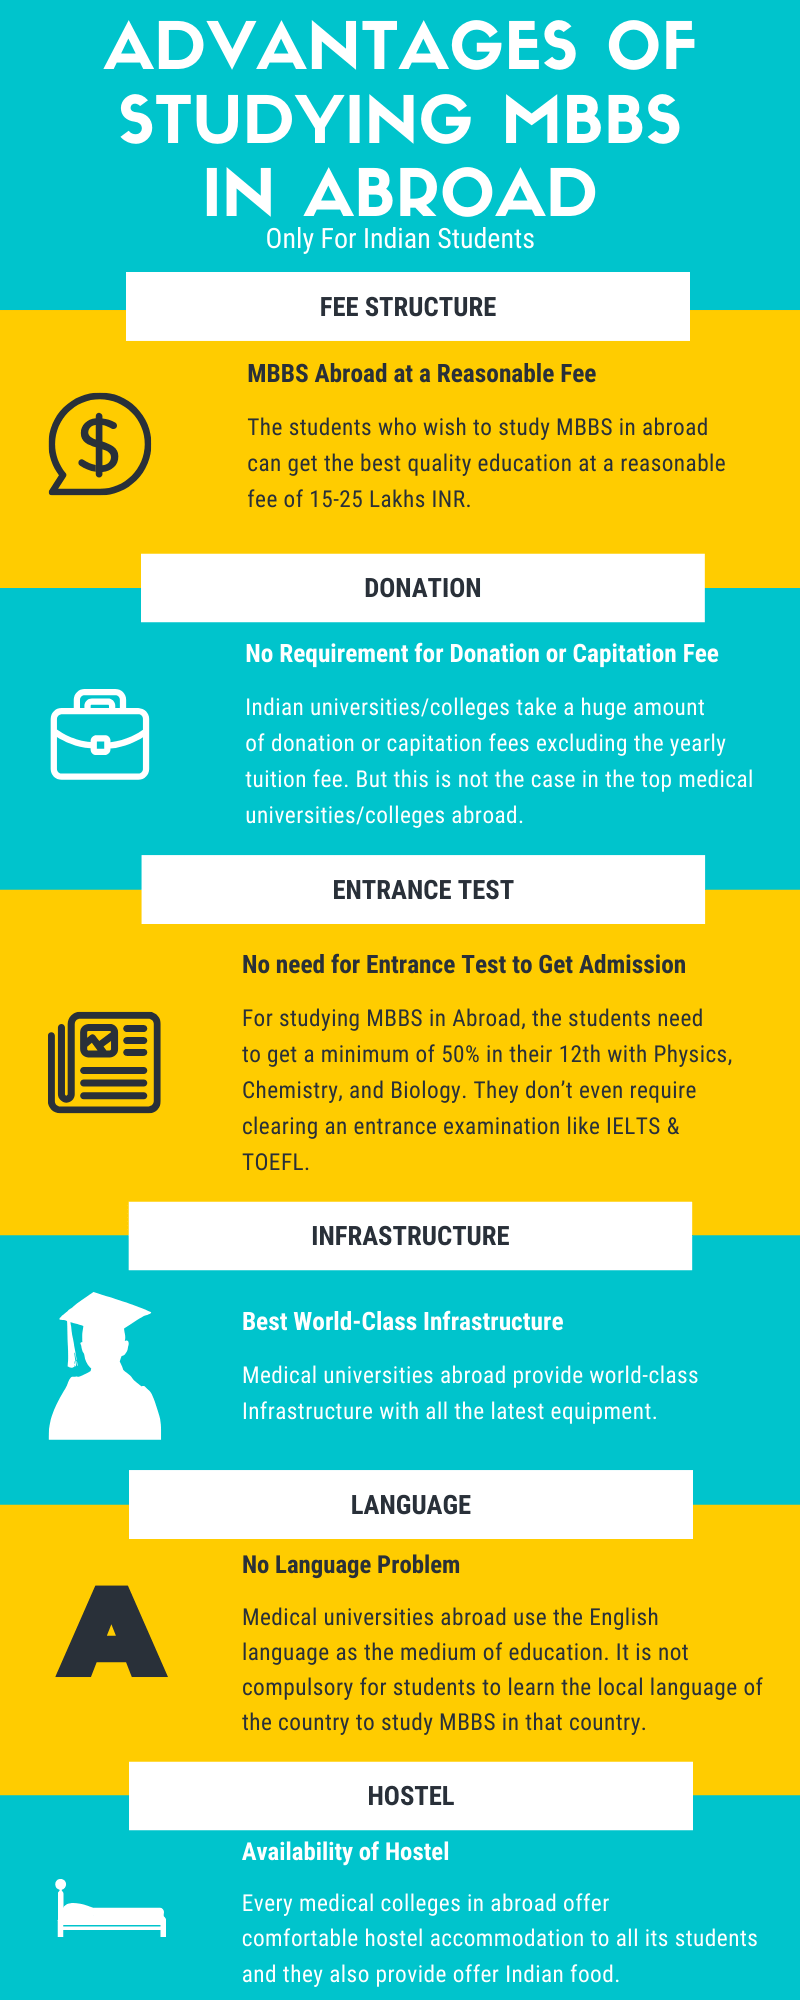 ADVANTAGES OF
STUDYING MBBS
IN ABROAD
Only For Indian Students
FEE STRUCTURE
MBBS Abroad at a Reasonable Fee
The students who wish to study MBBS in abroad
can get the best quality education at a reasonable
fee of 15-25 Lakhs INR.
DONATION
No Requirement for Donation or Capitation Fee
Indian universities/colleges take a huge amount
of donation or capitation fees excluding the yearly
tuition fee. But this is not the case in the top medical
universities/colleges abroad.
ENTRANCE TEST
No need for Entrance Test to Get Admission
For studying MBBS in Abroad, the students need
to get a minimum of 50% in their 12th with Physics,
Chemistry, and Biology. They don’t even require
clearing an entrance examination like IELTS &
TOEFL.
INFRASTRUCTURE
Best World-Class Infrastructure
Medical universities abroad provide world-class
Infrastructure with all the latest equipment.
LANGUAGE
No Language Problem
A
Medical universities abroad use the English
language as the medium of education. It is not
compulsory for students to learn the local language of
the country to study MBBS in that country.
HOSTEL
Availability of Hostel
Every medical colleges in abroad offer
comfortable hostel accommodation to all its students
and they also provide offer Indian food.